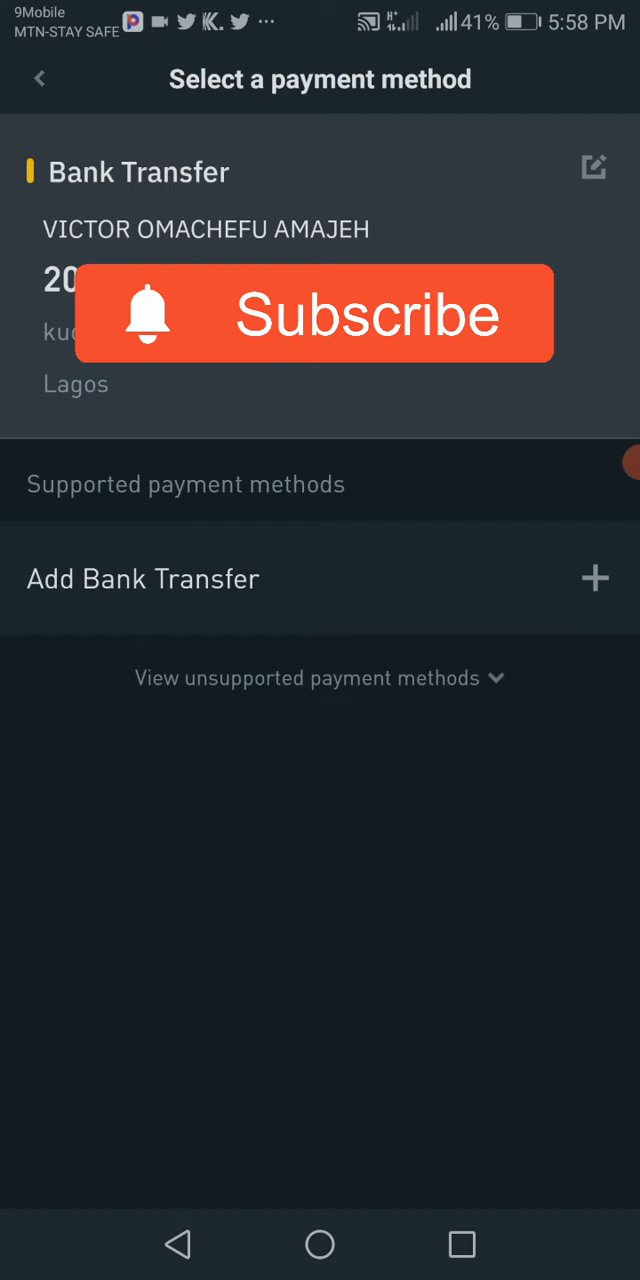 9Mobile
MTN-STAY SAFE
41% 5:58 PM
Select a payment method
Bank Transfer
VICTOR OMACHEFU AMAJEH
Subscribe
Lagos
Supported payment methods
Add Bank Transfer
View unsupported payment methods